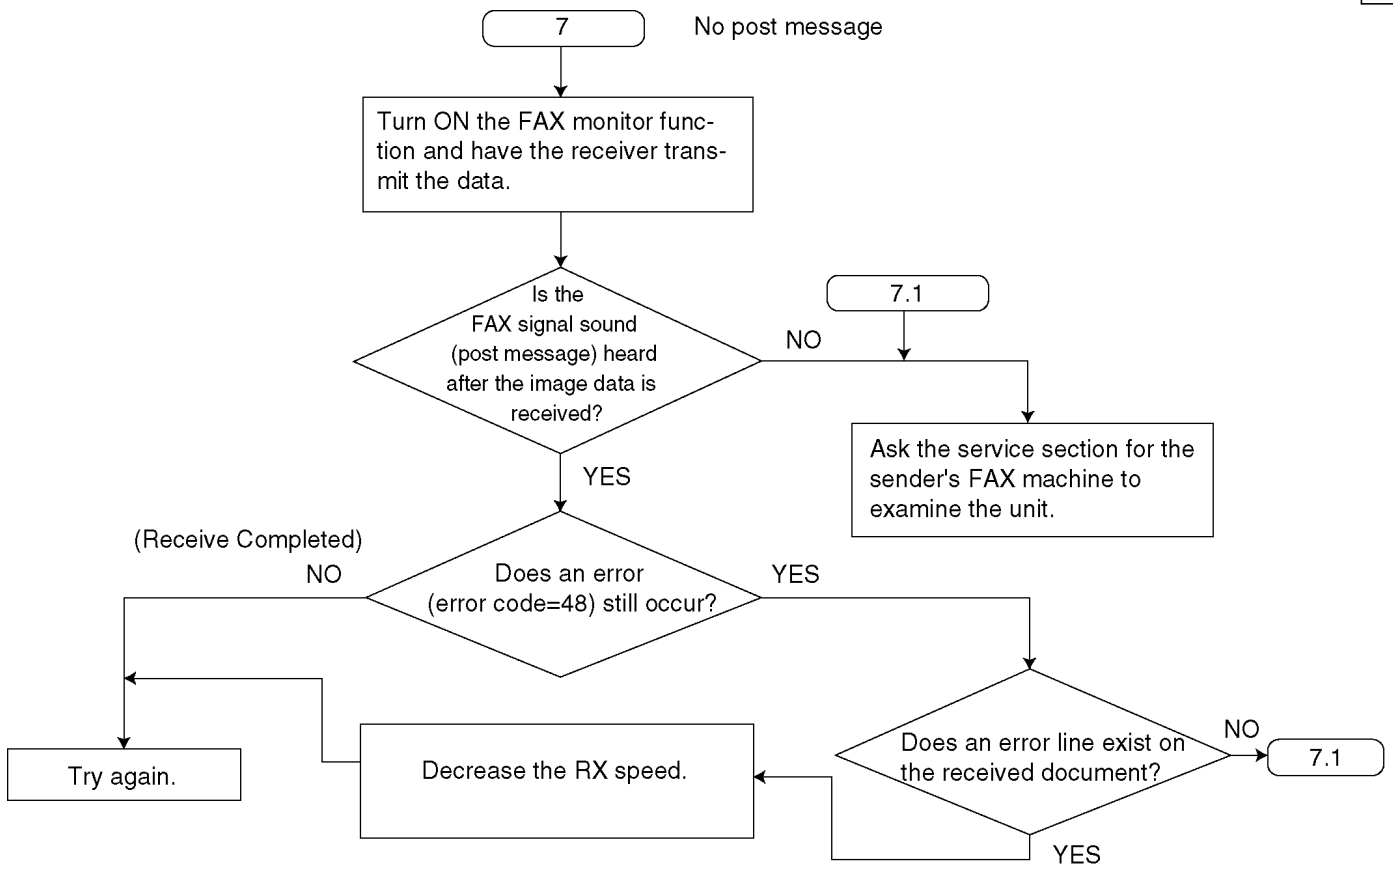 7
No post message
Turn ON the FAX monitor func-
tion and have the receiver trans-
mit the data.
Is the
FAX signal sound
(post message) heard
after the image data is
received?
NO
7.1
Ask the service section for the
sender's FAX machine to
examine the unit.
YES
(Receive Completed)
NO
Does an error
(error code=48) still occur?
YES
Does an error line exist on
the received document?
NO
7.1
YES
Decrease the RX speed.
Try again.